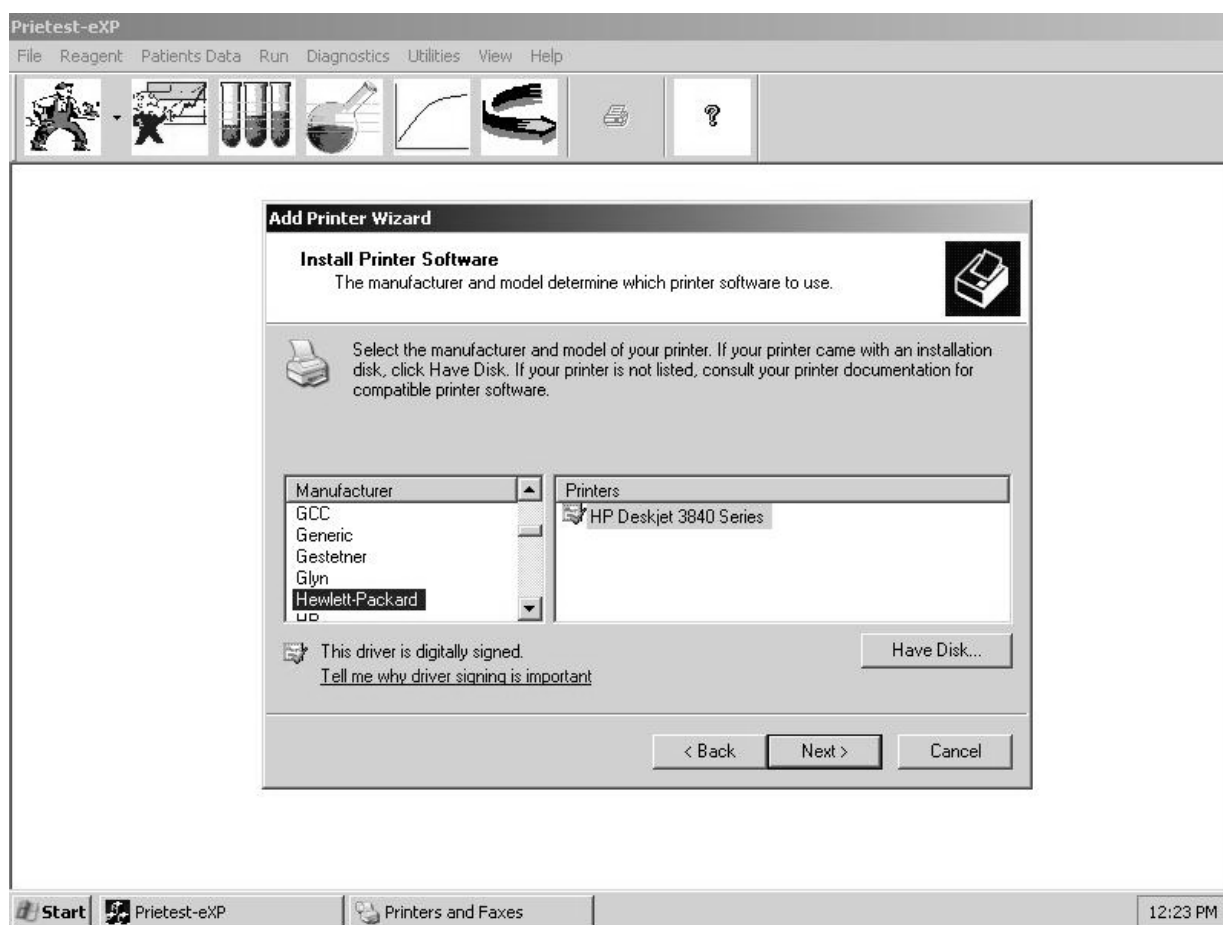 Prietest-eXP
File Reagent Patients Data Run Diagnostics Utilities View Help
?
Add Printer Wizard
Install Printer Software
The manufacturer and model determine which printer software to use.
Select the manufacturer and model of your printer. If your printer came with an installation
disk, click Have Disk. If your printer is not listed, consult your printer documentation for
compatible printer software.
Manufacturer
GCC
Generic
Gestetner
Glyn
Hewlett-Packard
HP
Printers
HP Deskjet 3840 Series
This driver is digitally signed.
Tell me why driver signing is important
Have Disk...
< Back Next > Cancel
Start Prietest-eXP Printers and Faxes 12:23 PM